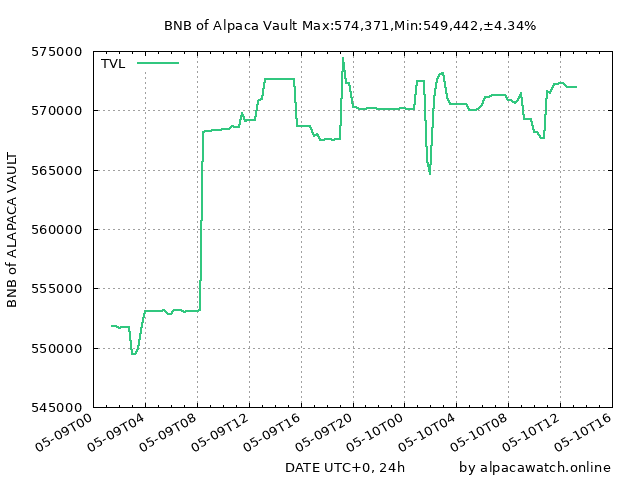 BNB of Alpaca Vault Max:574,371,Min:549,442,±4.34%
TVL
575000
570000
565000
560000
555000
550000
545000
BNB of ALAPACA VAULT
05-09T00
05-09T04
05-09T08
05-09T12
05-09T16
05-09T20
05-10T00
05-10T04
05-10T08
05-10T12
05-10T16
DATE UTC+0, 24h
by alpacawatch.online